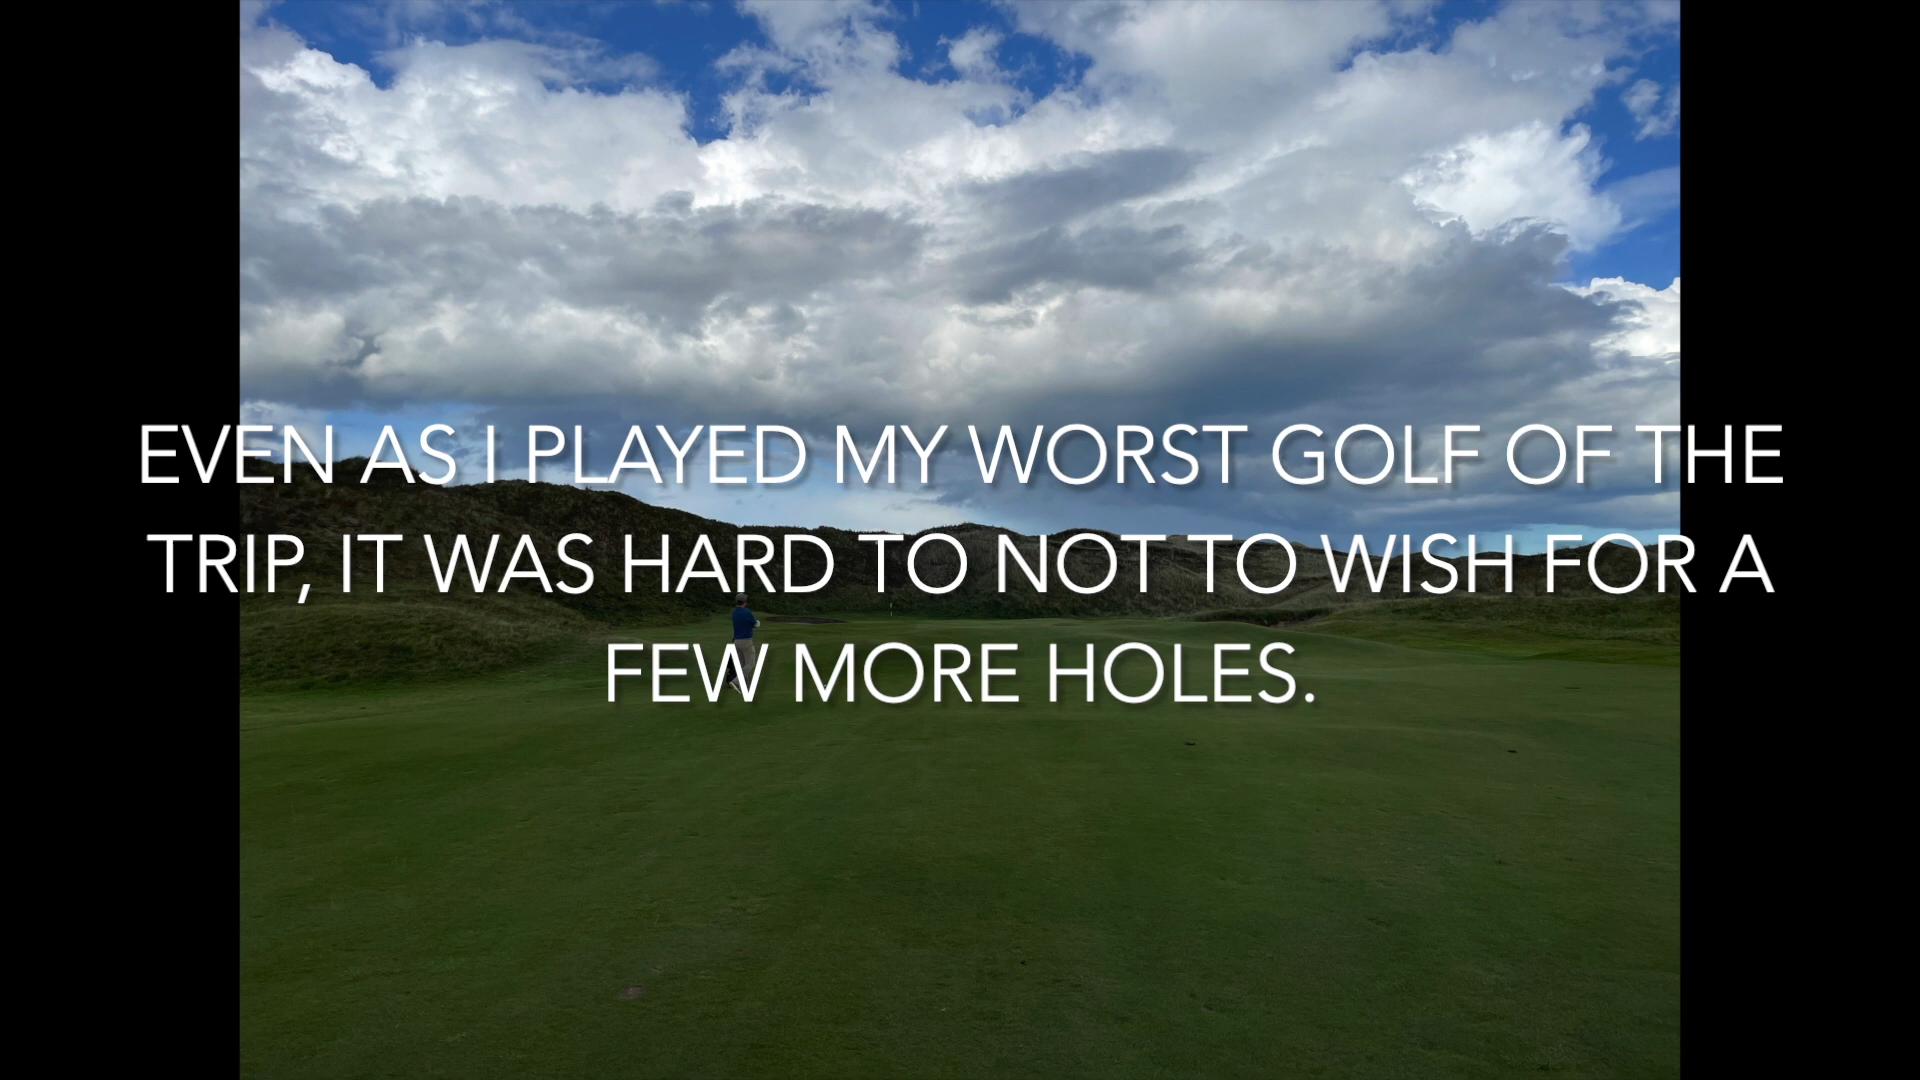 EVEN AS I PLAYED MY WORST GOLF OF THE
TRIP, IT WAS HARD TO NOT TO WISH FOR A
FEW MORE HOLES.